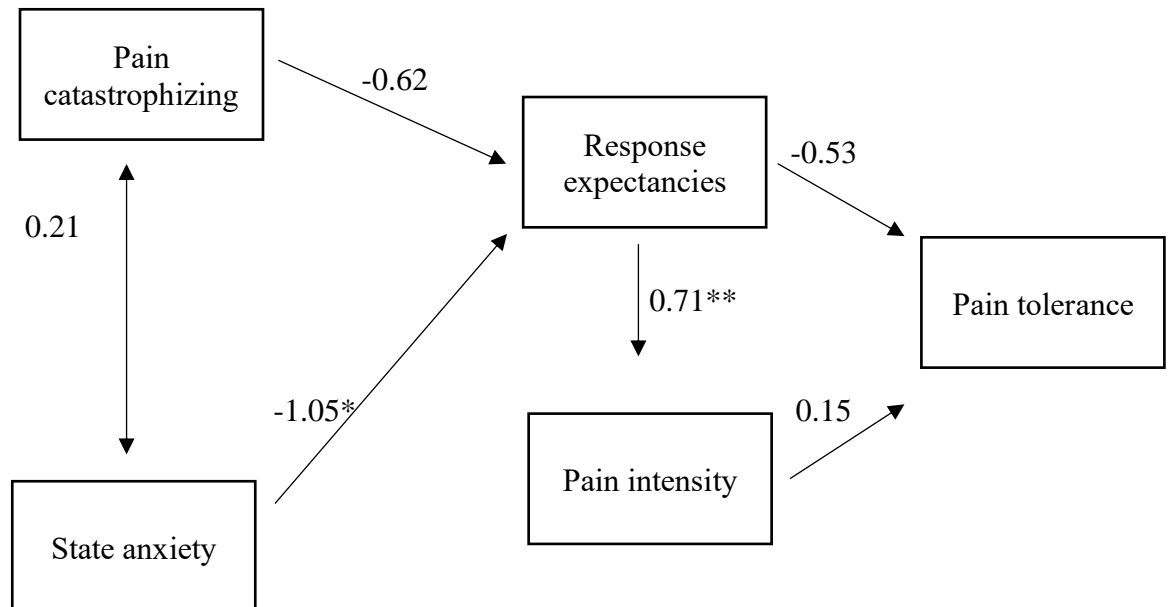 Pain
catastrophizing
-0.62
Response
expectancies
-0.53
0.21
Pain tolerance
0.71**
-1.05*
0.15
Pain intensity
State anxiety